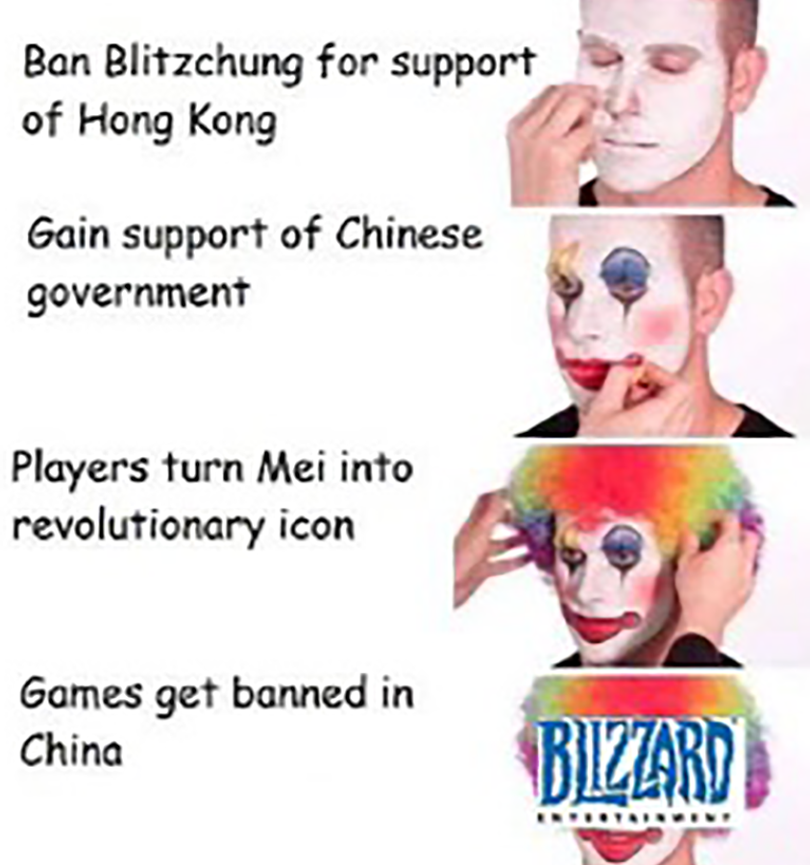 Ban Blitzchung for support
of Hong Kong
Gain support of Chinese
government
Players turn Mei into
revolutionary icon
Games get banned in
China
BLIZZARD
ENTERTAINMENT